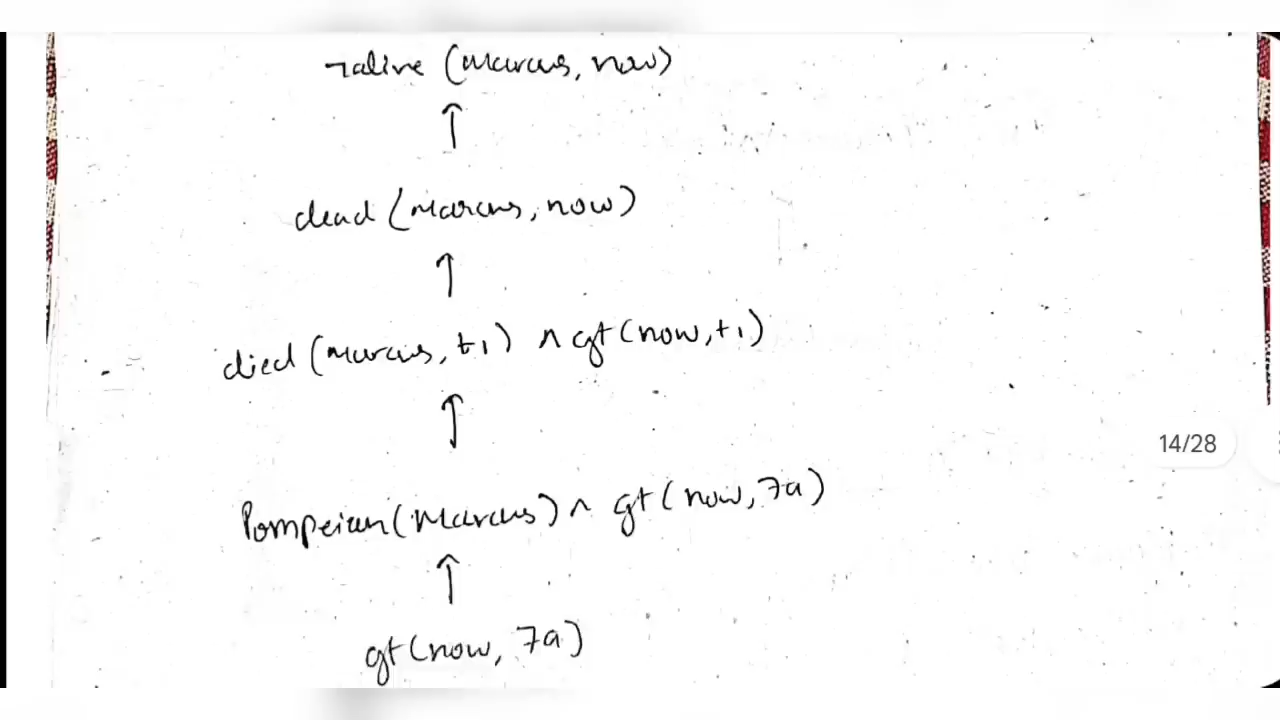 ¬alive (Marcus, now)
↑
dead (Marcus, now)
↑
died (Marcus, t1) ∧ gt (now, t1)
↑
14/28
Pompeian (Marcus) ∧ gt (now, 79)
↑
gt (now, 79)